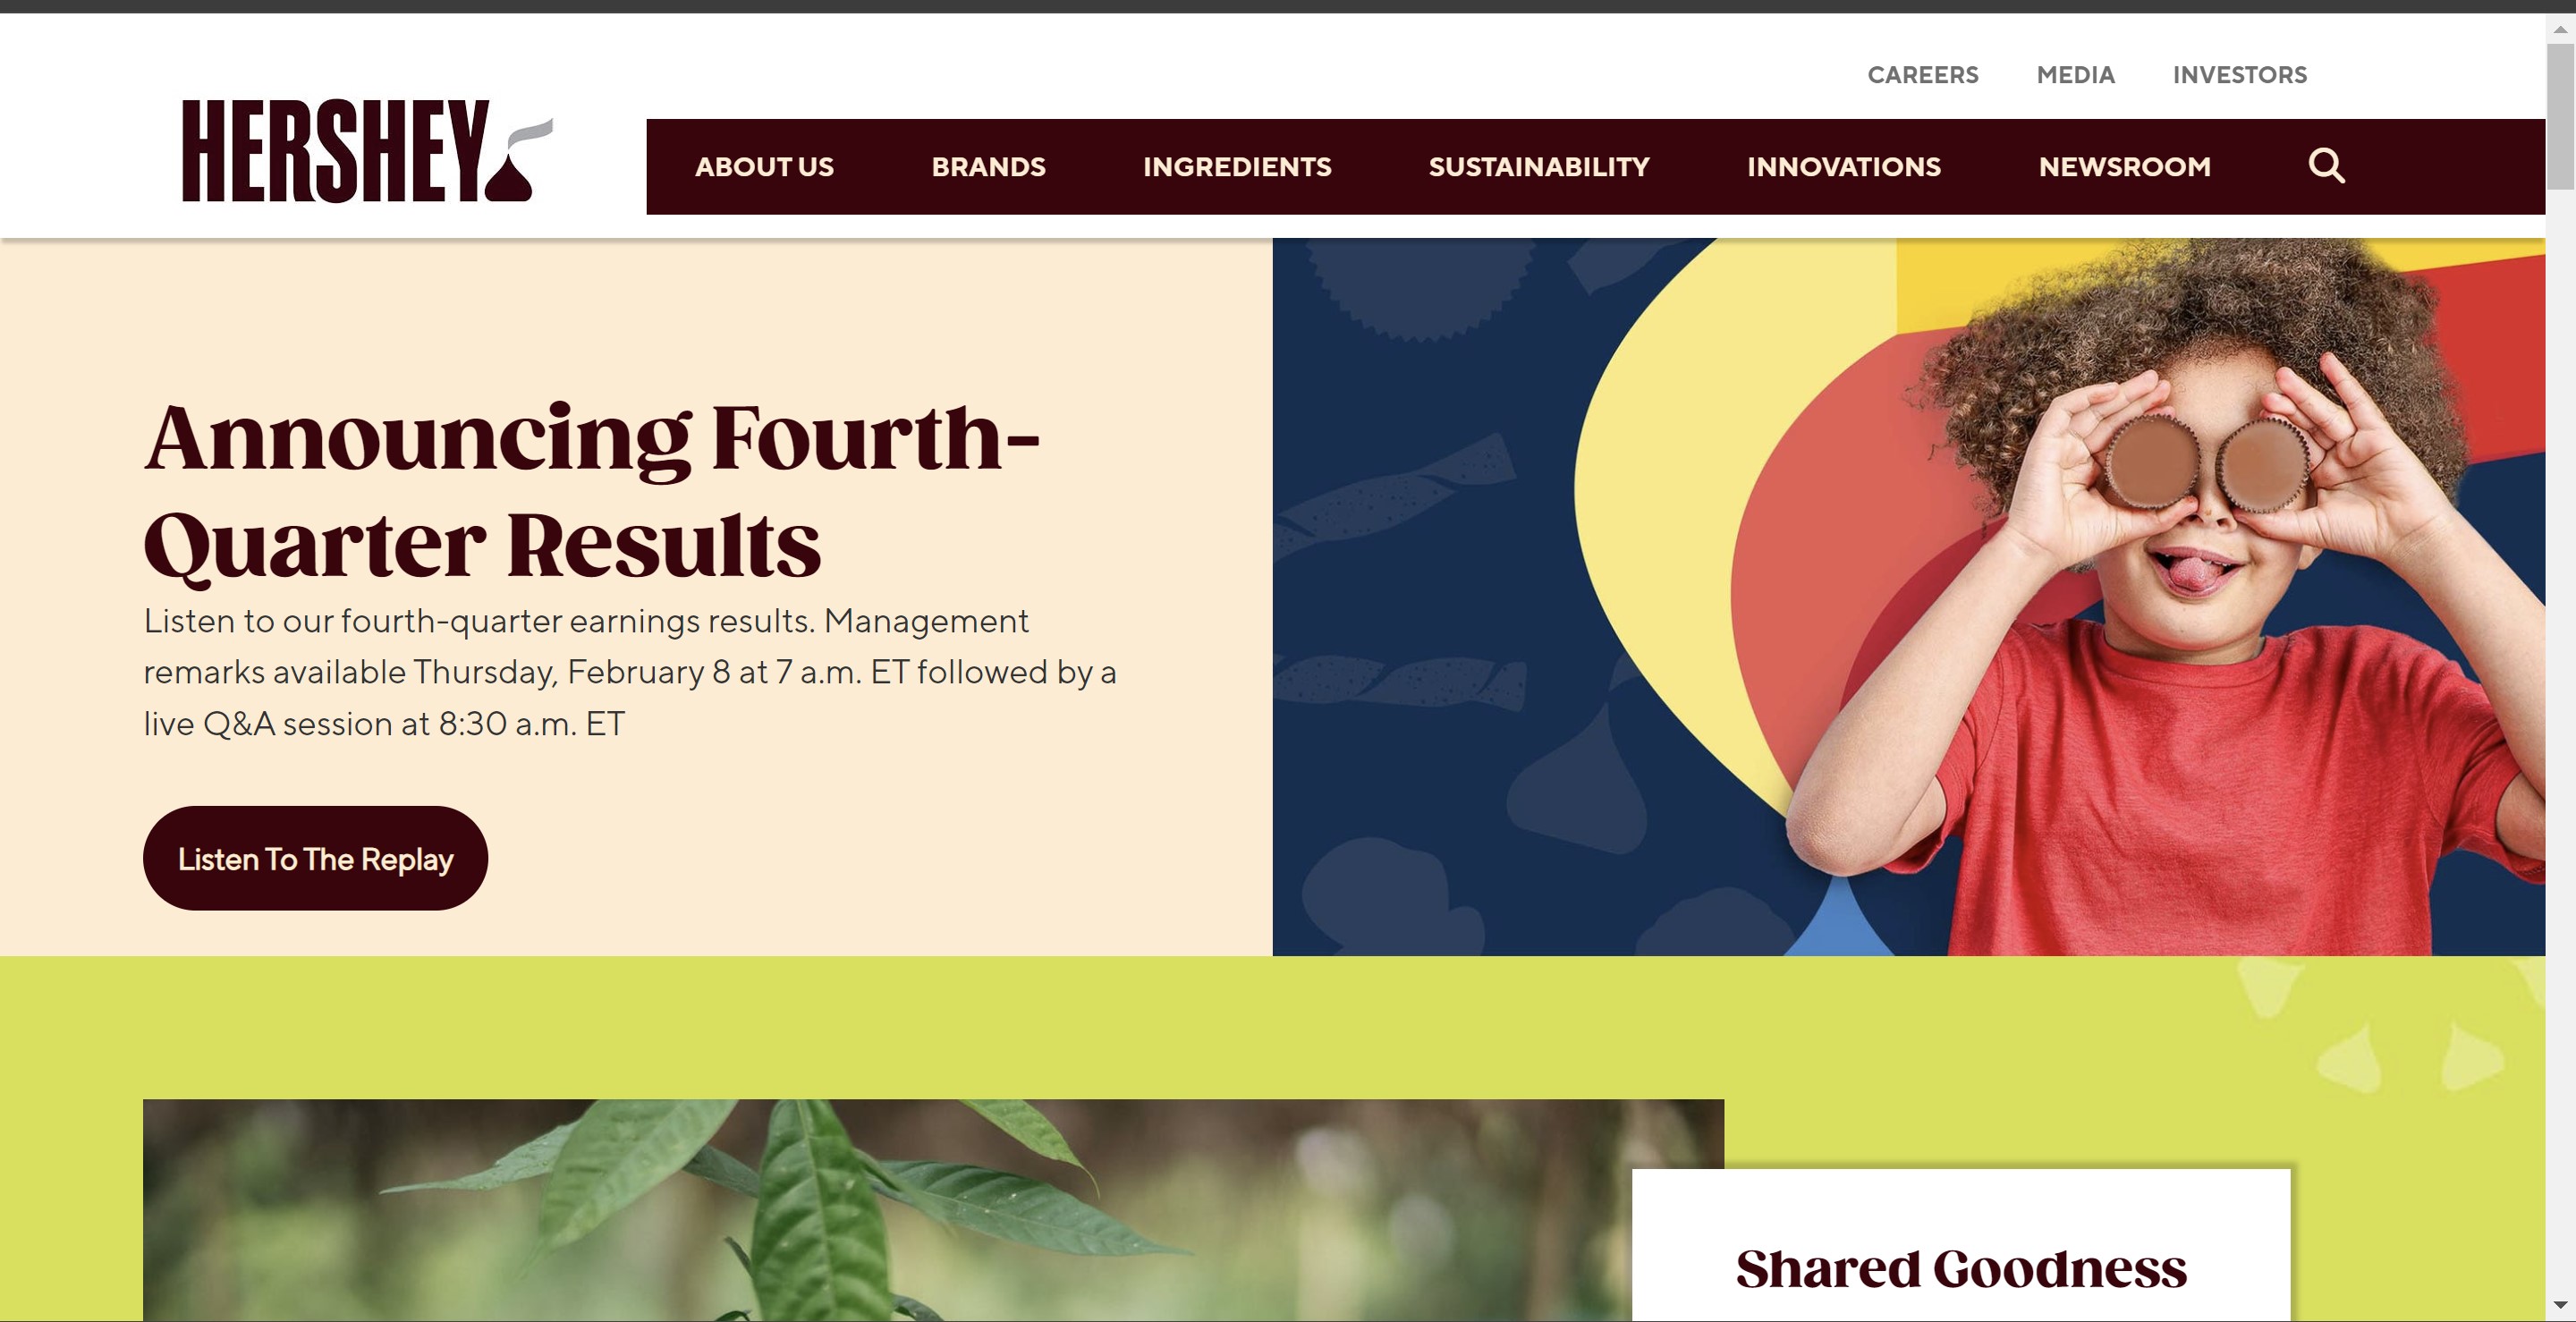 CAREERS MEDIA INVESTORS
HERSHEY
ABOUT US BRANDS INGREDIENTS SUSTAINABILITY INNOVATIONS NEWSROOM
Announcing Fourth-
Quarter Results
Listen to our fourth-quarter earnings results. Management
remarks available Thursday, February 8 at 7 a.m. ET followed by a
live Q&A session at 8:30 a.m. ET
Listen To The Replay
Shared Goodness